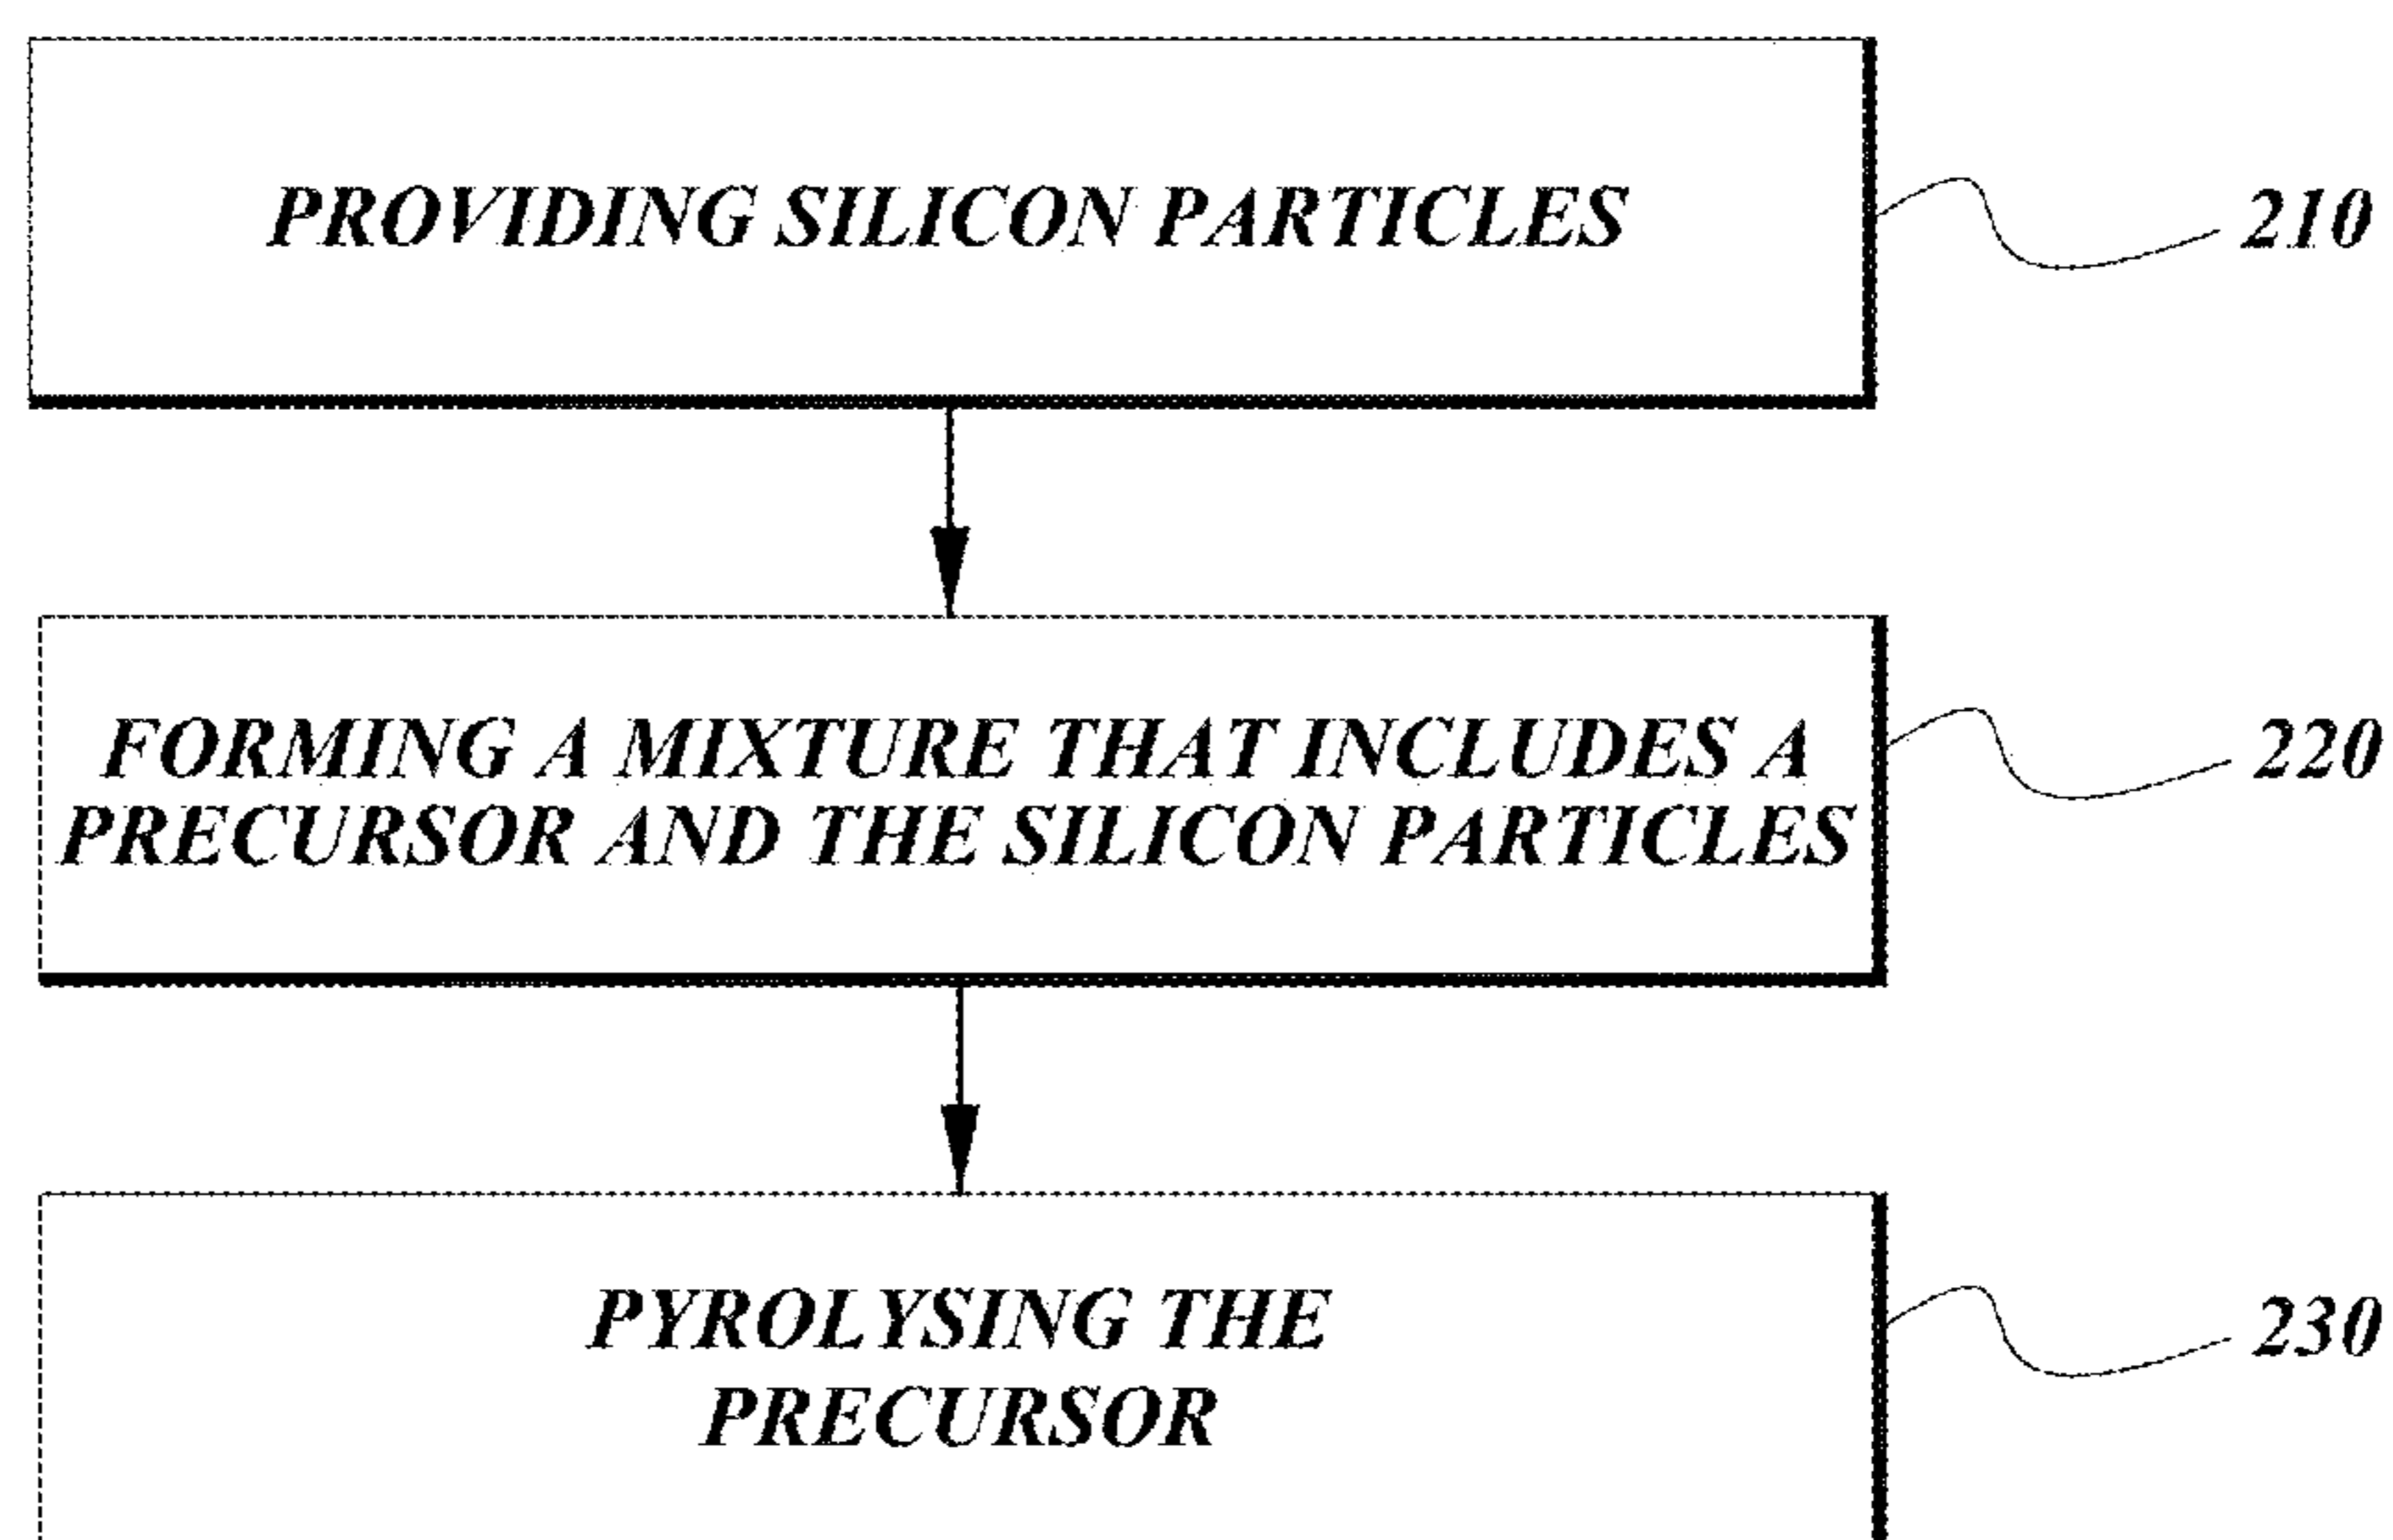 PROVIDING SILICON PARTICLES
210
FORMING A MIXTURE THAT INCLUDES A
PRECURSOR AND THE SILICON PARTICLES
220
PYROLYSING THE
PRECURSOR
230